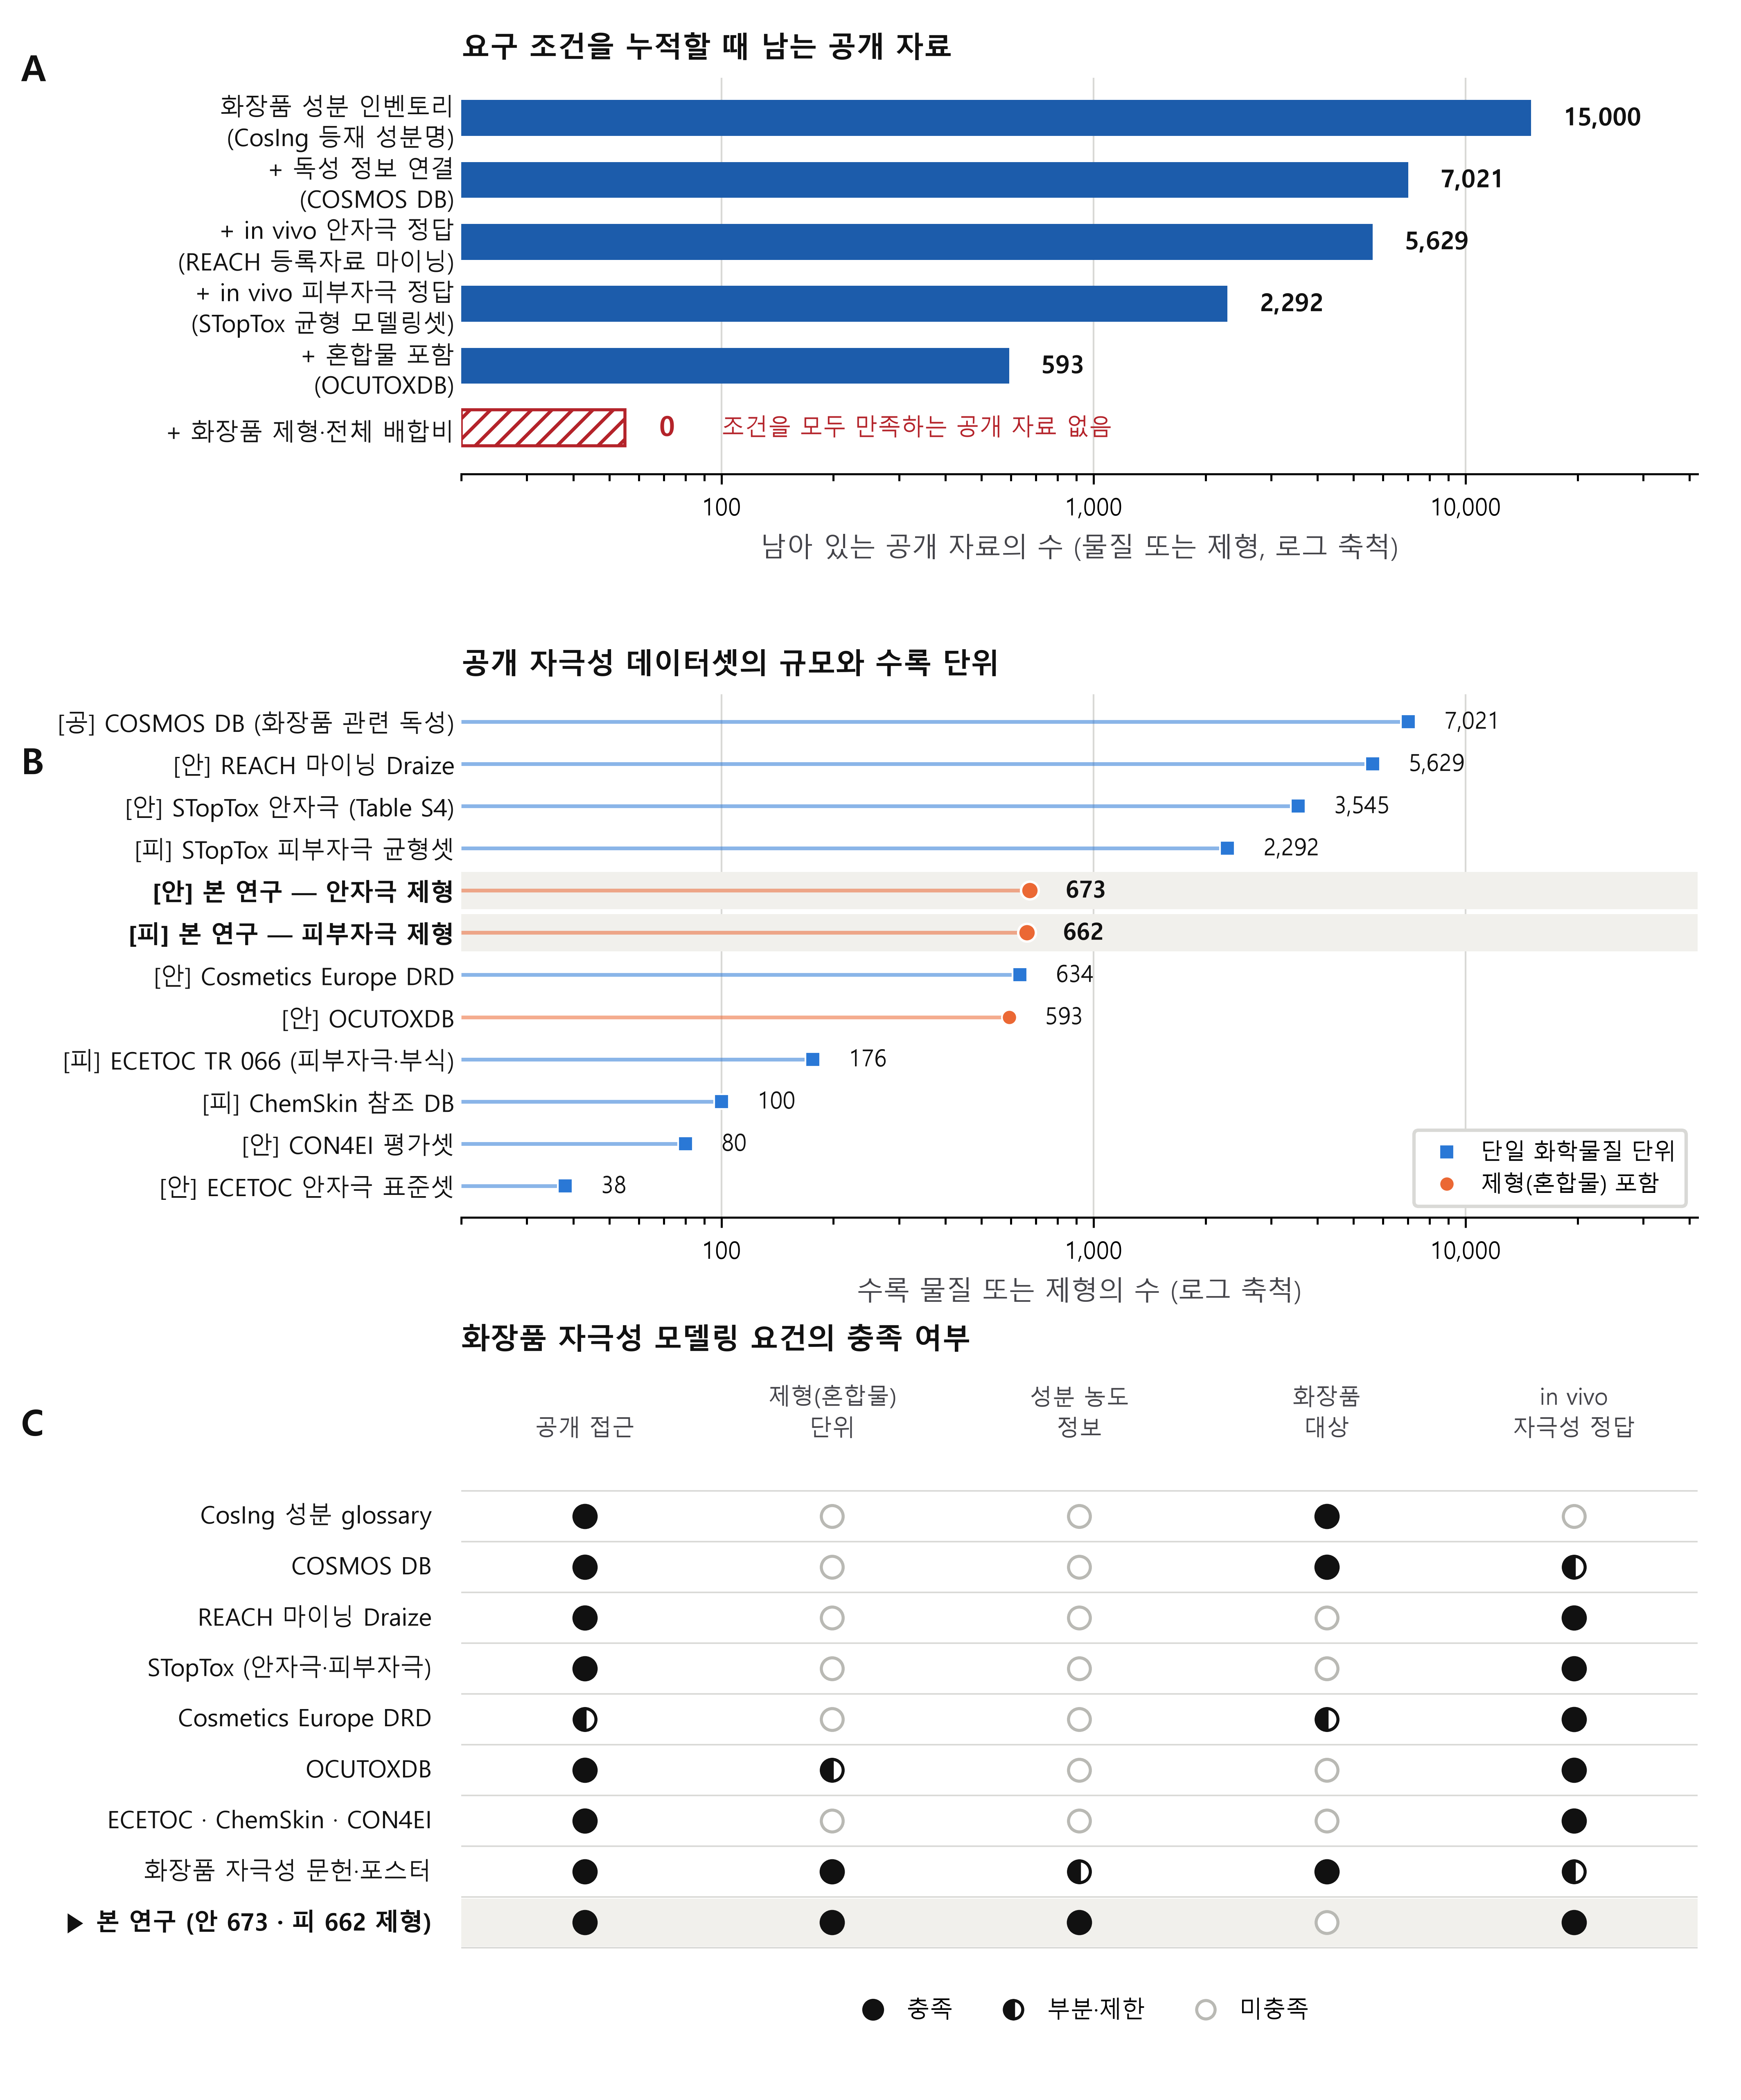 A
요구 조건을 누적할 때 남는 공개 자료
화장품 성분 인벤토리
(CosIng 등재 성분명)
15,000
+ 독성 정보 연결
(COSMOS DB)
7,021
+ in vivo 안자극 정답
(REACH 등록자료 마이닝)
5,629
+ in vivo 피부자극 정답
(STopTox 균형 모델링셋)
2,292
+ 혼합물 포함
(OCUTOXDB)
593
+ 화장품 제형·전체 배합비
0 조건을 모두 만족하는 공개 자료 없음
100 1,000 10,000
남아 있는 공개 자료의 수 (물질 또는 제형, 로그 축척)
B
공개 자극성 데이터셋의 규모와 수록 단위
[공] COSMOS DB (화장품 관련 독성) 7,021
[안] REACH 마이닝 Draize 5,629
[안] STopTox 안자극 (Table S4) 3,545
[피] STopTox 피부자극 균형셋 2,292
[안] 본 연구 — 안자극 제형 673
[피] 본 연구 — 피부자극 제형 662
[안] Cosmetics Europe DRD 634
[안] OCUTOXDB 593
[피] ECETOC TR 066 (피부자극·부식) 176
[피] ChemSkin 참조 DB 100
[안] CON4EI 평가셋 80
[안] ECETOC 안자극 표준셋 38
단일 화학물질 단위
제형(혼합물) 포함
100 1,000 10,000
수록 물질 또는 제형의 수 (로그 축척)
C
화장품 자극성 모델링 요건의 충족 여부
공개 접근
제형(혼합물)
단위
성분 농도
정보
화장품
대상
in vivo
자극성 정답
CosIng 성분 glossary
COSMOS DB
REACH 마이닝 Draize
STopTox (안자극·피부자극)
Cosmetics Europe DRD
OCUTOXDB
ECETOC · ChemSkin · CON4EI
화장품 자극성 문헌·포스터
▶ 본 연구 (안 673 · 피 662 제형)
충족 부분·제한 미충족